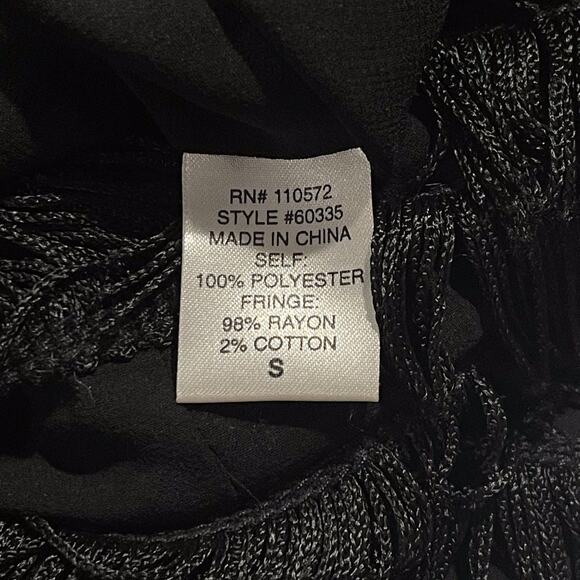 RN# 110572
STYLE #60335
MADE IN CHINA
SELF:
100% POLYESTER
FRINGE:
98% RAYON
2% COTTON
S